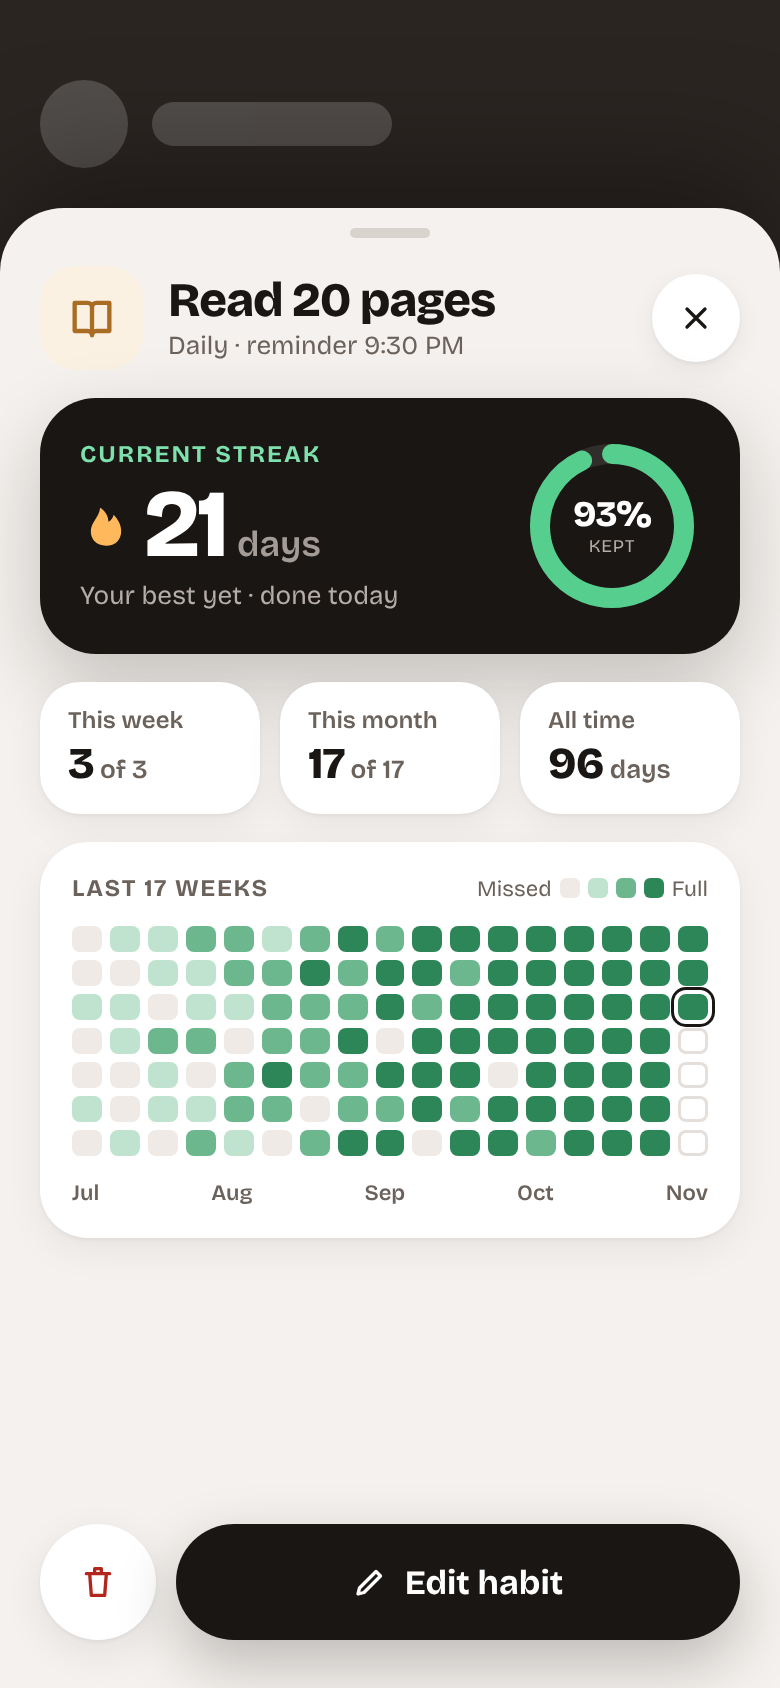 Read 20 pages
Daily · reminder 9:30 PM
CURRENT STREAK
21 days
Your best yet · done today
93%
KEPT
This week
3 of 3
This month
17 of 17
All time
96 days
LAST 17 WEEKS
Missed Full
Jul Aug Sep Oct Nov
Edit habit